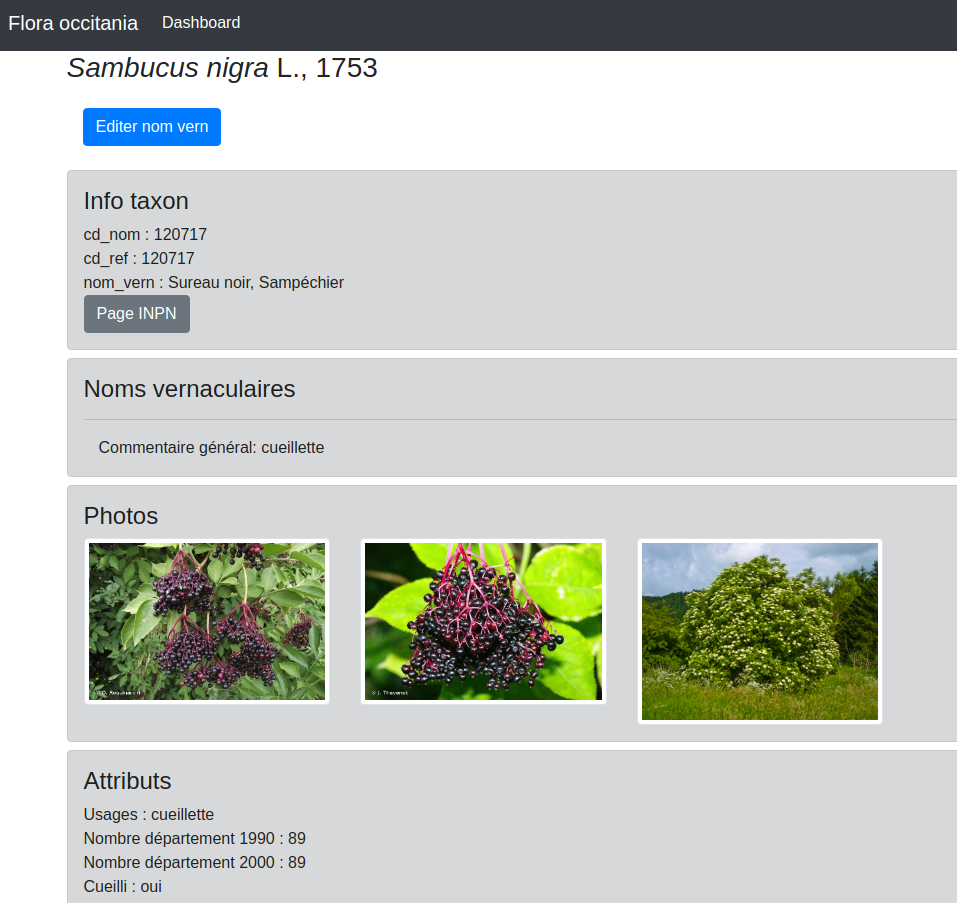 Flora occitania Dashboard
Sambucus nigra L., 1753
Editer nom vern
Info taxon
cd_nom : 120717
cd_ref : 120717
nom_vern : Sureau noir, Sampéchier
Page INPN
Noms vernaculaires
Commentaire général: cueillette
Photos
© J. Thevenot
Attributs
Usages : cueillette
Nombre département 1990 : 89
Nombre département 2000 : 89
Cueilli : oui